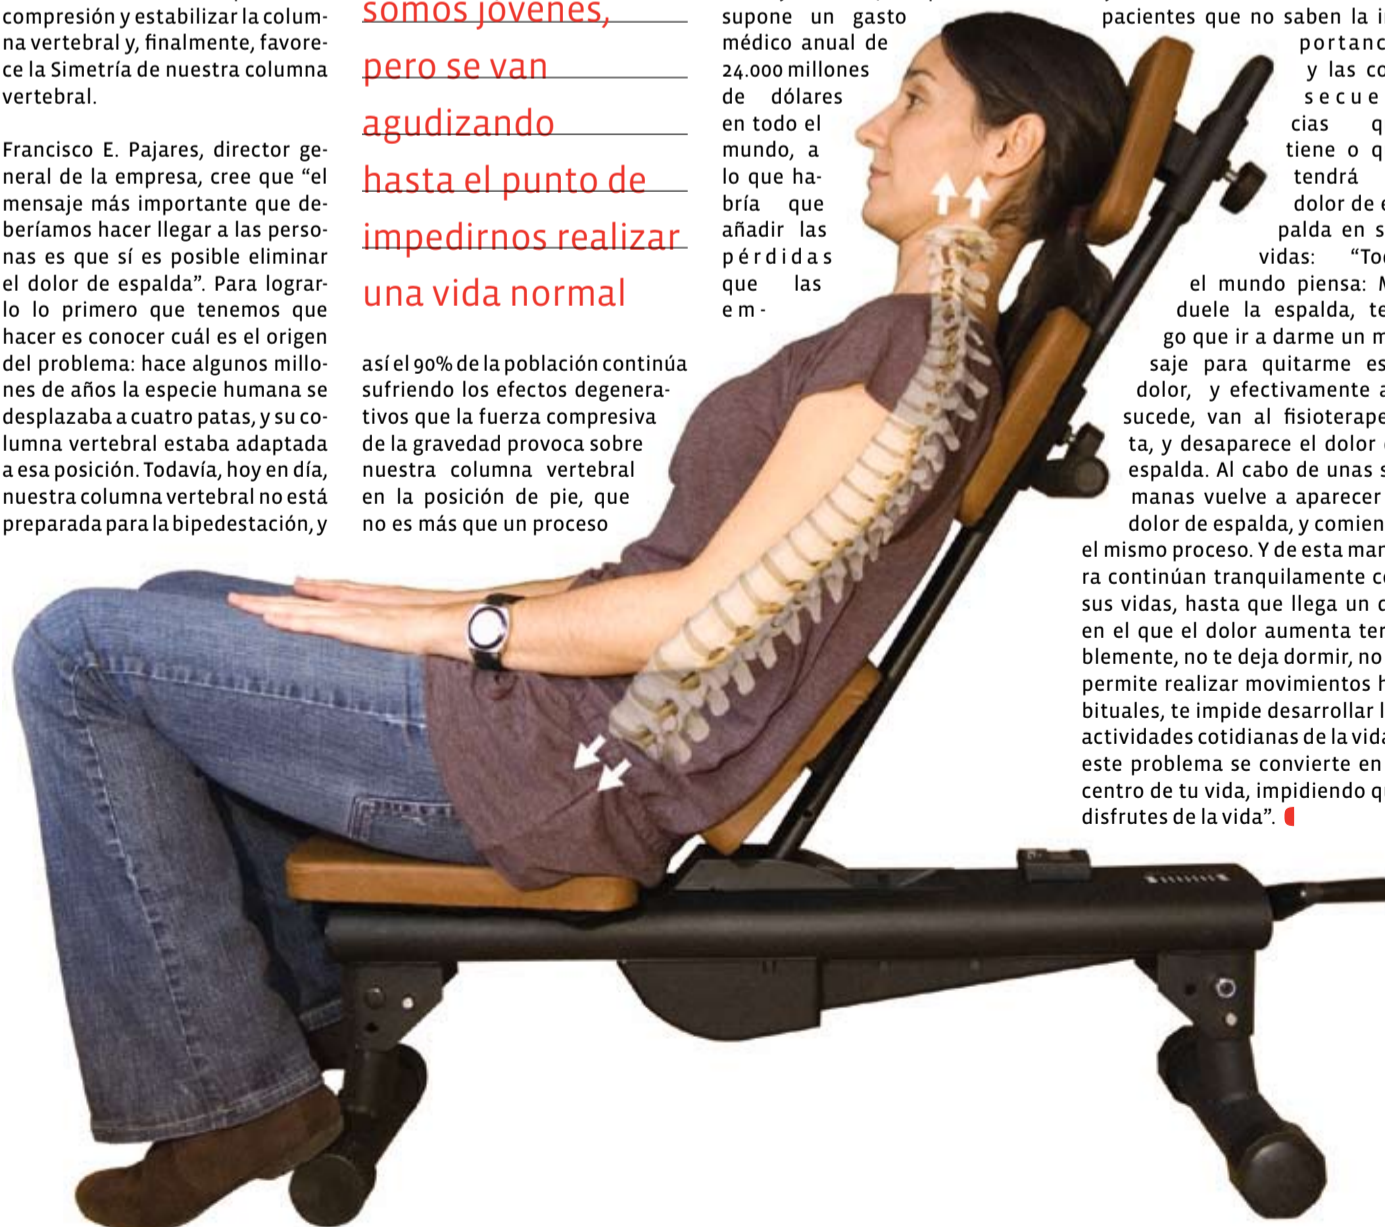 compresión y estabilizar la colum-
na vertebral y, finalmente, favore-
ce la Simetría de nuestra columna
vertebral.
Francisco E. Pajares, director ge-
neral de la empresa, cree que “el
mensaje más importante que de-
beríamos hacer llegar a las perso-
nas es que sí es posible eliminar
el dolor de espalda”. Para lograr-
lo lo primero que tenemos que
hacer es conocer cuál es el origen
del problema: hace algunos millo-
nes de años la especie humana se
desplazaba a cuatro patas, y su co-
lumna vertebral estaba adaptada
a esa posición. Todavía, hoy en día,
nuestra columna vertebral no está
preparada para la bipedestación, y
somos jóvenes,
pero se van
agudizando
hasta el punto de
impedirnos realizar
una vida normal
así el 90% de la población continúa
sufriendo los efectos degenera-
tivos que la fuerza compresiva
de la gravedad provoca sobre
nuestra columna vertebral
en la posición de pie, que
no es más que un proceso
supone un gasto
médico anual de
24.000 millones
de dólares
en todo el
mundo, a
lo que ha-
bría que
añadir las
pérdidas
que las
em-
pacientes que no saben la i
portanc
y las co
secue
cias q
tiene o q
tendrá
dolor de e
palda en s
vidas: “Tod
el mundo piensa: M
duele la espalda, te
go que ir a darme un m
saje para quitarme es
dolor, y efectivamente a
sucede, van al fisioterape
ta, y desaparece el dolor
espalda. Al cabo de unas s
manas vuelve a aparecer
dolor de espalda, y comien
el mismo proceso. Y de esta man
ra continúan tranquilamente co
sus vidas, hasta que llega un d
en el que el dolor aumenta terr
blemente, no te deja dormir, no
permite realizar movimientos h
bituales, te impide desarrollar l
actividades cotidianas de la vida
este problema se convierte en
centro de tu vida, impidiendo qu
disfrutes de la vida”.